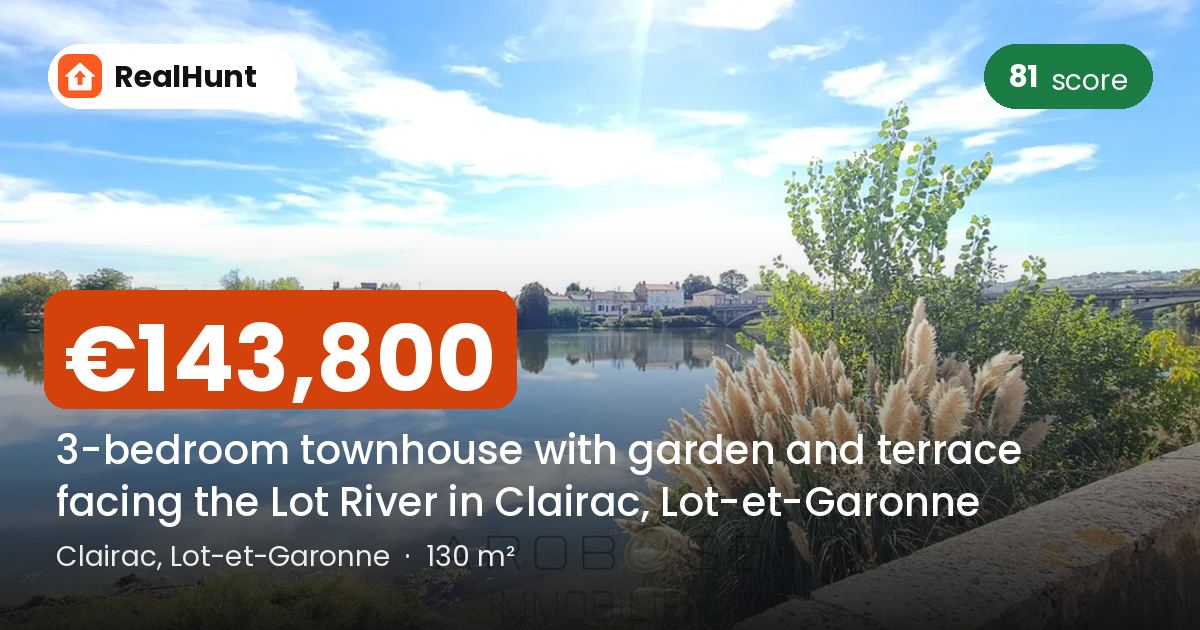 RealHunt
81 score
€143,800
3-bedroom townhouse with garden and terrace
facing the Lot River in Clairac, Lot-et-Garonne
Clairac, Lot-et-Garonne · 130 m²